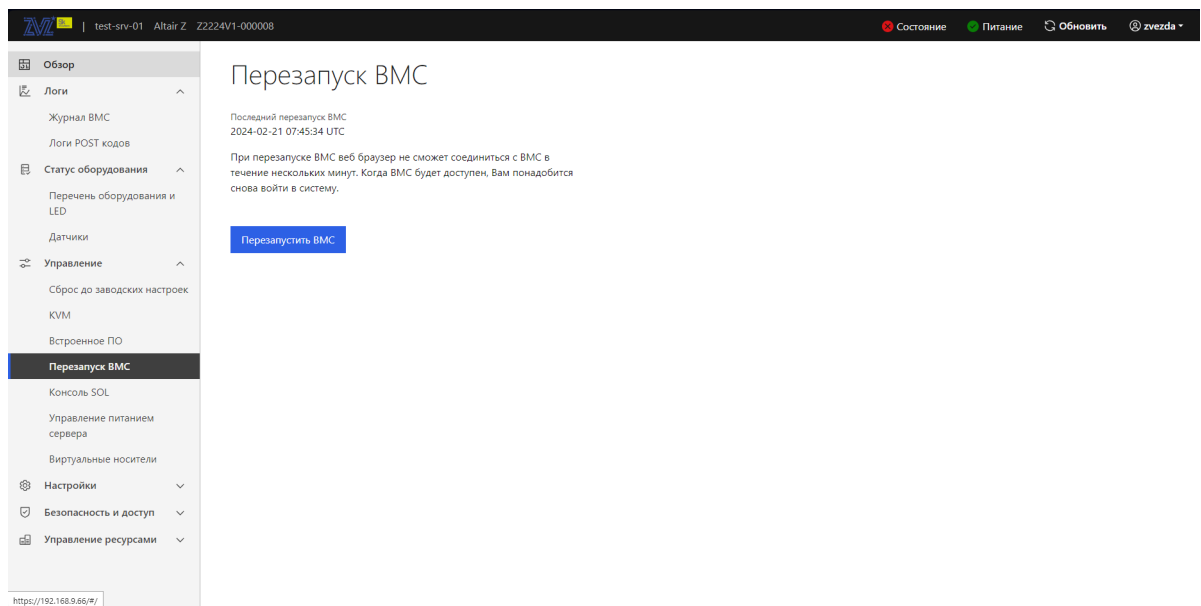 test-srv-01 Altair Z Z2224V1-000008 Состояние Питание Обновить zvezda
Обзор
Логи
Журнал BMC
Логи POST кодов
Статус оборудования
Перечень оборудования и
LED
Датчики
Управление
Сброс до заводских настроек
KVM
Встроенное ПО
Перезапуск BMC
Консоль SOL
Управление питанием
сервера
Виртуальные носители
Настройки
Безопасность и доступ
Управление ресурсами
https://192.168.9.66/#/
Перезапуск BMC
Последний перезапуск BMC
2024-02-21 07:45:34 UTC
При перезапуске BMC веб браузер не сможет соединиться с BMC в
течение нескольких минут. Когда BMC будет доступен, Вам понадобится
снова войти в систему.
Перезапустить BMC